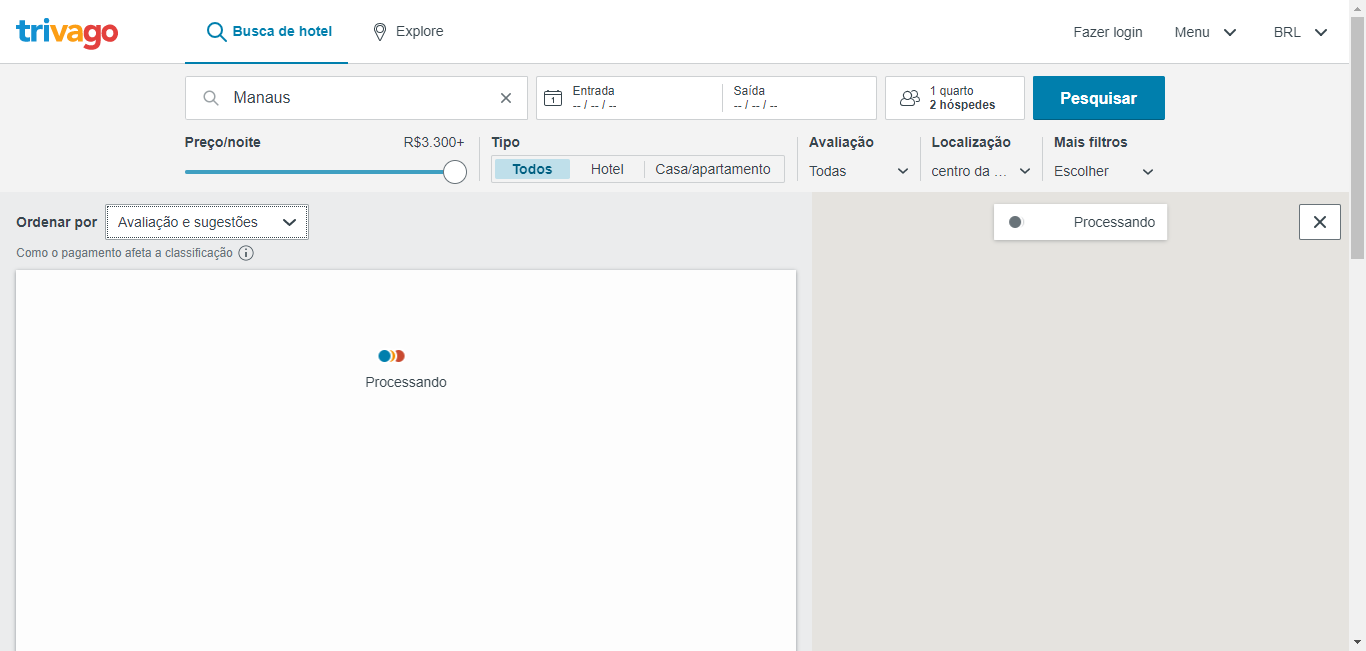 trivago
Busca de hotel
Explore
Fazer login
Menu
BRL
Manaus
1
Entrada
-- / -- / --
Saída
-- / -- / --
1 quarto
2 hóspedes
Pesquisar
Preço/noite
R$3.300+
Tipo
Todos
Hotel
Casa/apartamento
Avaliação
Todas
Localização
centro da ...
Mais filtros
Escolher
Ordenar por
Avaliação e sugestões
Como o pagamento afeta a classificação
Processando
Processando